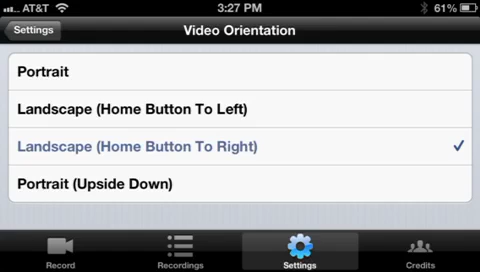 AT&T 3:27 PM 61%
Settings Video Orientation
Portrait
Landscape (Home Button To Left)
Landscape (Home Button To Right)
Portrait (Upside Down)
Record Recordings Settings Credits